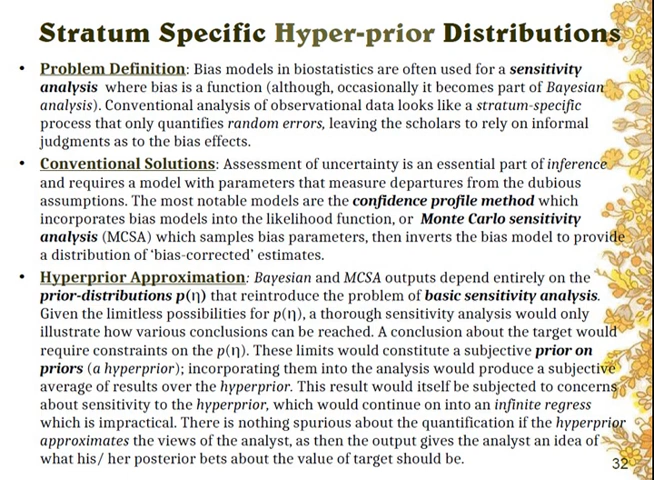 Stratum Specific Hyper-prior Distributions
• Problem Definition: Bias models in biostatistics are often used for a sensitivity
analysis where bias is a function (although, occasionally it becomes part of Bayesian
analysis). Conventional analysis of observational data looks like a stratum-specific
process that only quantifies random errors, leaving the scholars to rely on informal
judgments as to the bias effects.
• Conventional Solutions: Assessment of uncertainty is an essential part of inference
and requires a model with parameters that measure departures from the dubious
assumptions. The most notable models are the confidence profile method which
incorporates bias models into the likelihood function, or Monte Carlo sensitivity
analysis (MCSA) which samples bias parameters, then inverts the bias model to provide
a distribution of ‘bias-corrected’ estimates.
• Hyperprior Approximation: Bayesian and MCSA outputs depend entirely on the
prior-distributions p(η) that reintroduce the problem of basic sensitivity analysis.
Given the limitless possibilities for p(η), a thorough sensitivity analysis would only
illustrate how various conclusions can be reached. A conclusion about the target would
require constraints on the p(η). These limits would constitute a subjective prior on
priors (a hyperprior); incorporating them into the analysis would produce a subjective
average of results over the hyperprior. This result would itself be subjected to concerns
about sensitivity to the hyperprior, which would continue on into an infinite regress
which is impractical. There is nothing spurious about the quantification if the hyperprior
approximates the views of the analyst, as then the output gives the analyst an idea of
what his/ her posterior bets about the value of target should be.
32